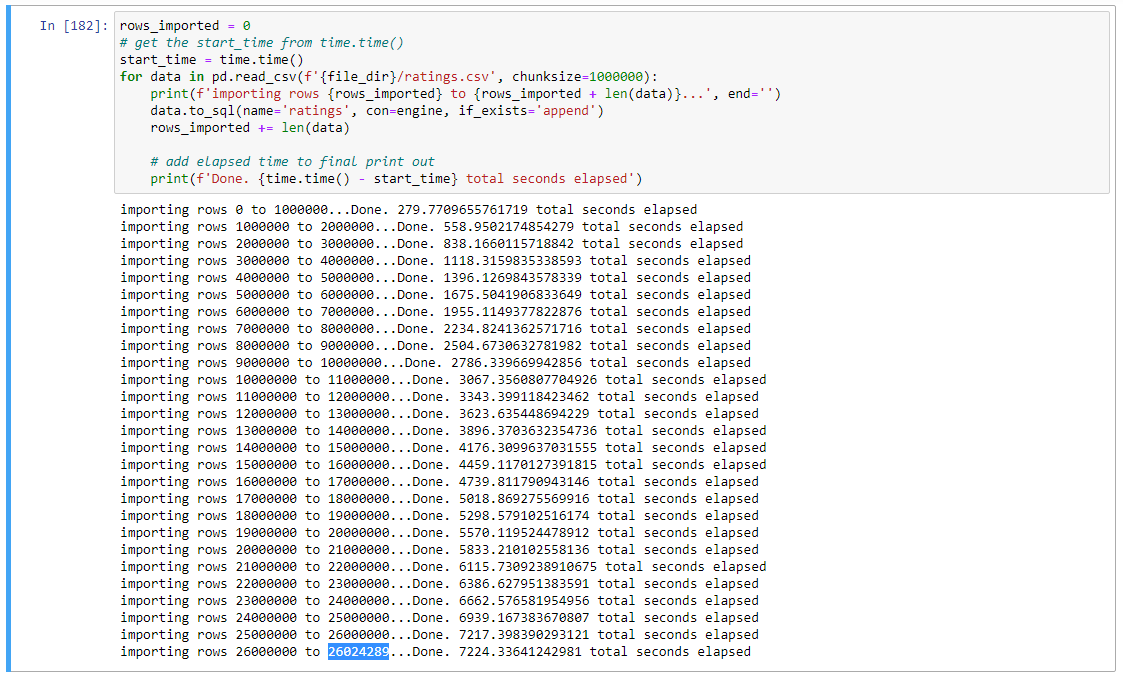 In [182]: rows_imported = 0
# get the start_time from time.time()
start_time = time.time()
for data in pd.read_csv(f'{file_dir}/ratings.csv', chunksize=1000000):
    print(f'importing rows {rows_imported} to {rows_imported + len(data)}...', end='')
    data.to_sql(name='ratings', con=engine, if_exists='append')
    rows_imported += len(data)

    # add elapsed time to final print out
    print(f'Done. {time.time() - start_time} total seconds elapsed')
importing rows 0 to 1000000...Done. 279.7709655761719 total seconds elapsed
importing rows 1000000 to 2000000...Done. 558.9502174854279 total seconds elapsed
importing rows 2000000 to 3000000...Done. 838.1660115718842 total seconds elapsed
importing rows 3000000 to 4000000...Done. 1118.3159835338593 total seconds elapsed
importing rows 4000000 to 5000000...Done. 1396.1269843578339 total seconds elapsed
importing rows 5000000 to 6000000...Done. 1675.5041906833649 total seconds elapsed
importing rows 6000000 to 7000000...Done. 1955.1149377822876 total seconds elapsed
importing rows 7000000 to 8000000...Done. 2234.8241362571716 total seconds elapsed
importing rows 8000000 to 9000000...Done. 2504.6730632781982 total seconds elapsed
importing rows 9000000 to 10000000...Done. 2786.339669942856 total seconds elapsed
importing rows 10000000 to 11000000...Done. 3067.3560807704926 total seconds elapsed
importing rows 11000000 to 12000000...Done. 3343.399118423462 total seconds elapsed
importing rows 12000000 to 13000000...Done. 3623.635448694229 total seconds elapsed
importing rows 13000000 to 14000000...Done. 3896.3703632354736 total seconds elapsed
importing rows 14000000 to 15000000...Done. 4176.3099637031555 total seconds elapsed
importing rows 15000000 to 16000000...Done. 4459.1170127391815 total seconds elapsed
importing rows 16000000 to 17000000...Done. 4739.811790943146 total seconds elapsed
importing rows 17000000 to 18000000...Done. 5018.869275569916 total seconds elapsed
importing rows 18000000 to 19000000...Done. 5298.579102516174 total seconds elapsed
importing rows 19000000 to 20000000...Done. 5570.119524478912 total seconds elapsed
importing rows 20000000 to 21000000...Done. 5833.210102558136 total seconds elapsed
importing rows 21000000 to 22000000...Done. 6115.7309238910675 total seconds elapsed
importing rows 22000000 to 23000000...Done. 6386.627951383591 total seconds elapsed
importing rows 23000000 to 24000000...Done. 6662.576581954956 total seconds elapsed
importing rows 24000000 to 25000000...Done. 6939.167383670807 total seconds elapsed
importing rows 25000000 to 26000000...Done. 7217.398390293121 total seconds elapsed
importing rows 26000000 to 26024289...Done. 7224.33641242981 total seconds elapsed